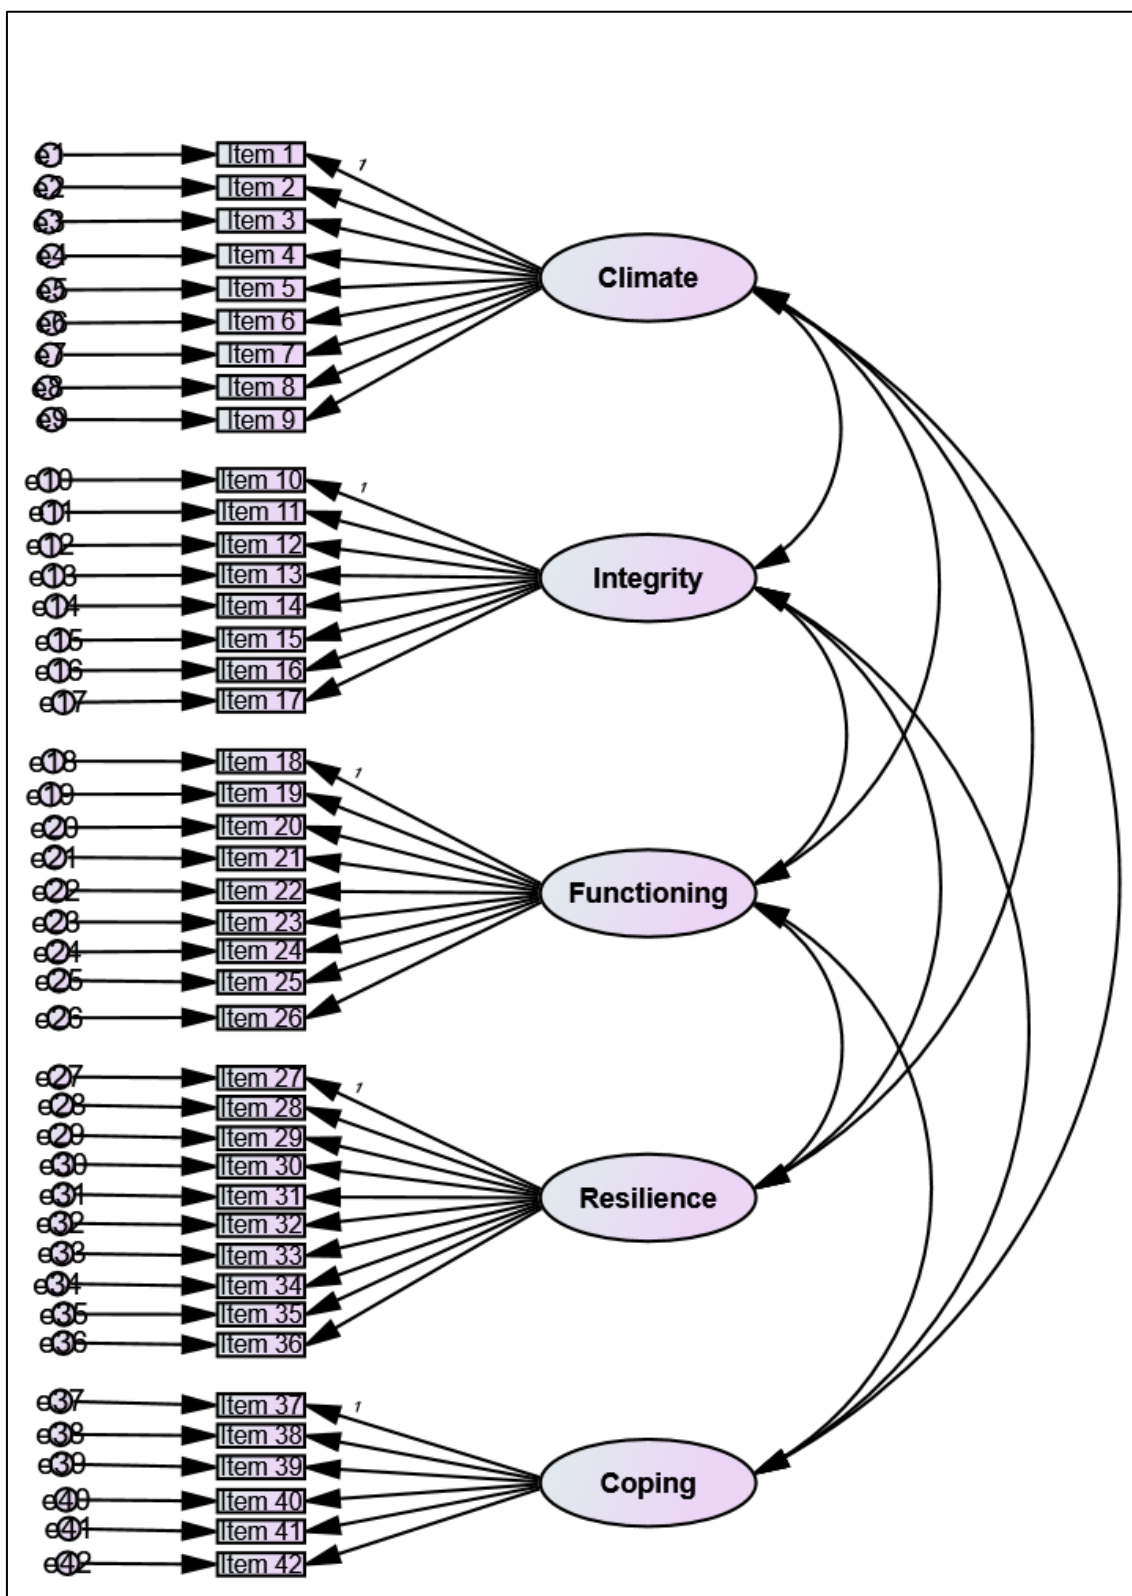 e1 Item 1 1
e2 Item 2
e3 Item 3
e4 Item 4
Climate
e5 Item 5
e6 Item 6
e7 Item 7
e8 Item 8
e9 Item 9
e10 Item 10 1
e11 Item 11
e12 Item 12
e13 Item 13
Integrity
e14 Item 14
e15 Item 15
e16 Item 16
e17 Item 17
e18 Item 18 1
e19 Item 19
e20 Item 20
e21 Item 21
e22 Item 22
Functioning
e23 Item 23
e24 Item 24
e25 Item 25
e26 Item 26
e27 Item 27 1
e28 Item 28
e29 Item 29
e30 Item 30
e31 Item 31
Resilience
e32 Item 32
e33 Item 33
e34 Item 34
e35 Item 35
e36 Item 36
e37 Item 37 1
e38 Item 38
e39 Item 39
Coping
e40 Item 40
e41 Item 41
e42 Item 42